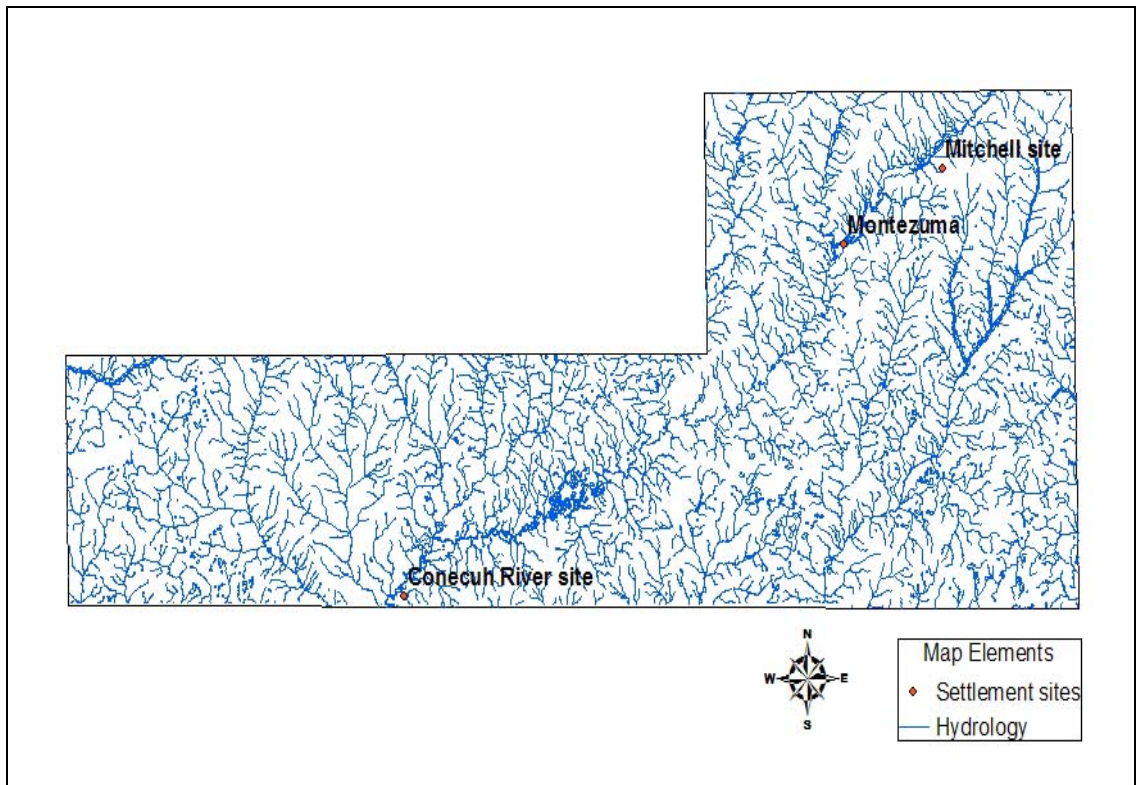 Mitchell site
Montezuma
Conecuh River site
N
W E
S
Map Elements
Settlement sites
Hydrology